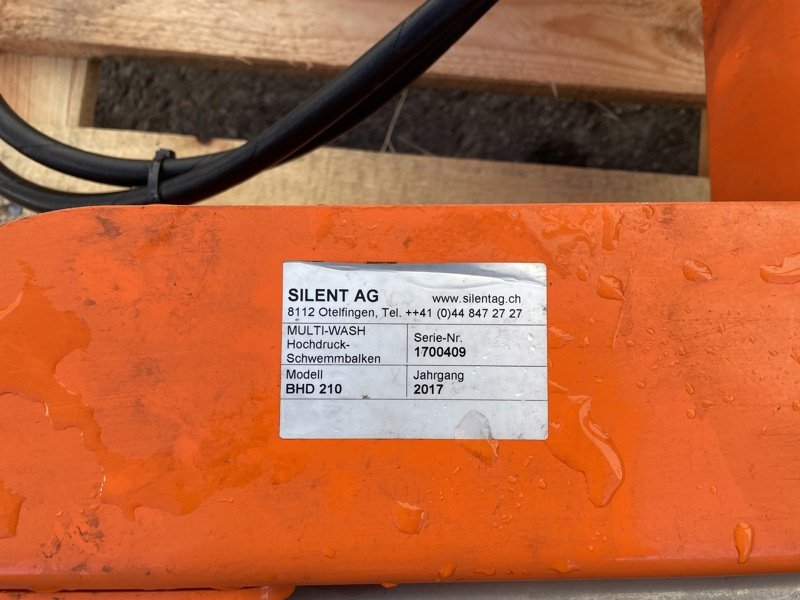 SILENT AG www.silentag.ch
8112 Otelfingen, Tel. ++41 (0)44 847 27 27
MULTI-WASH
Hochdruck-
Schwemmbalken
Serie-Nr.
1700409
Modell
BHD 210
Jahrgang
2017